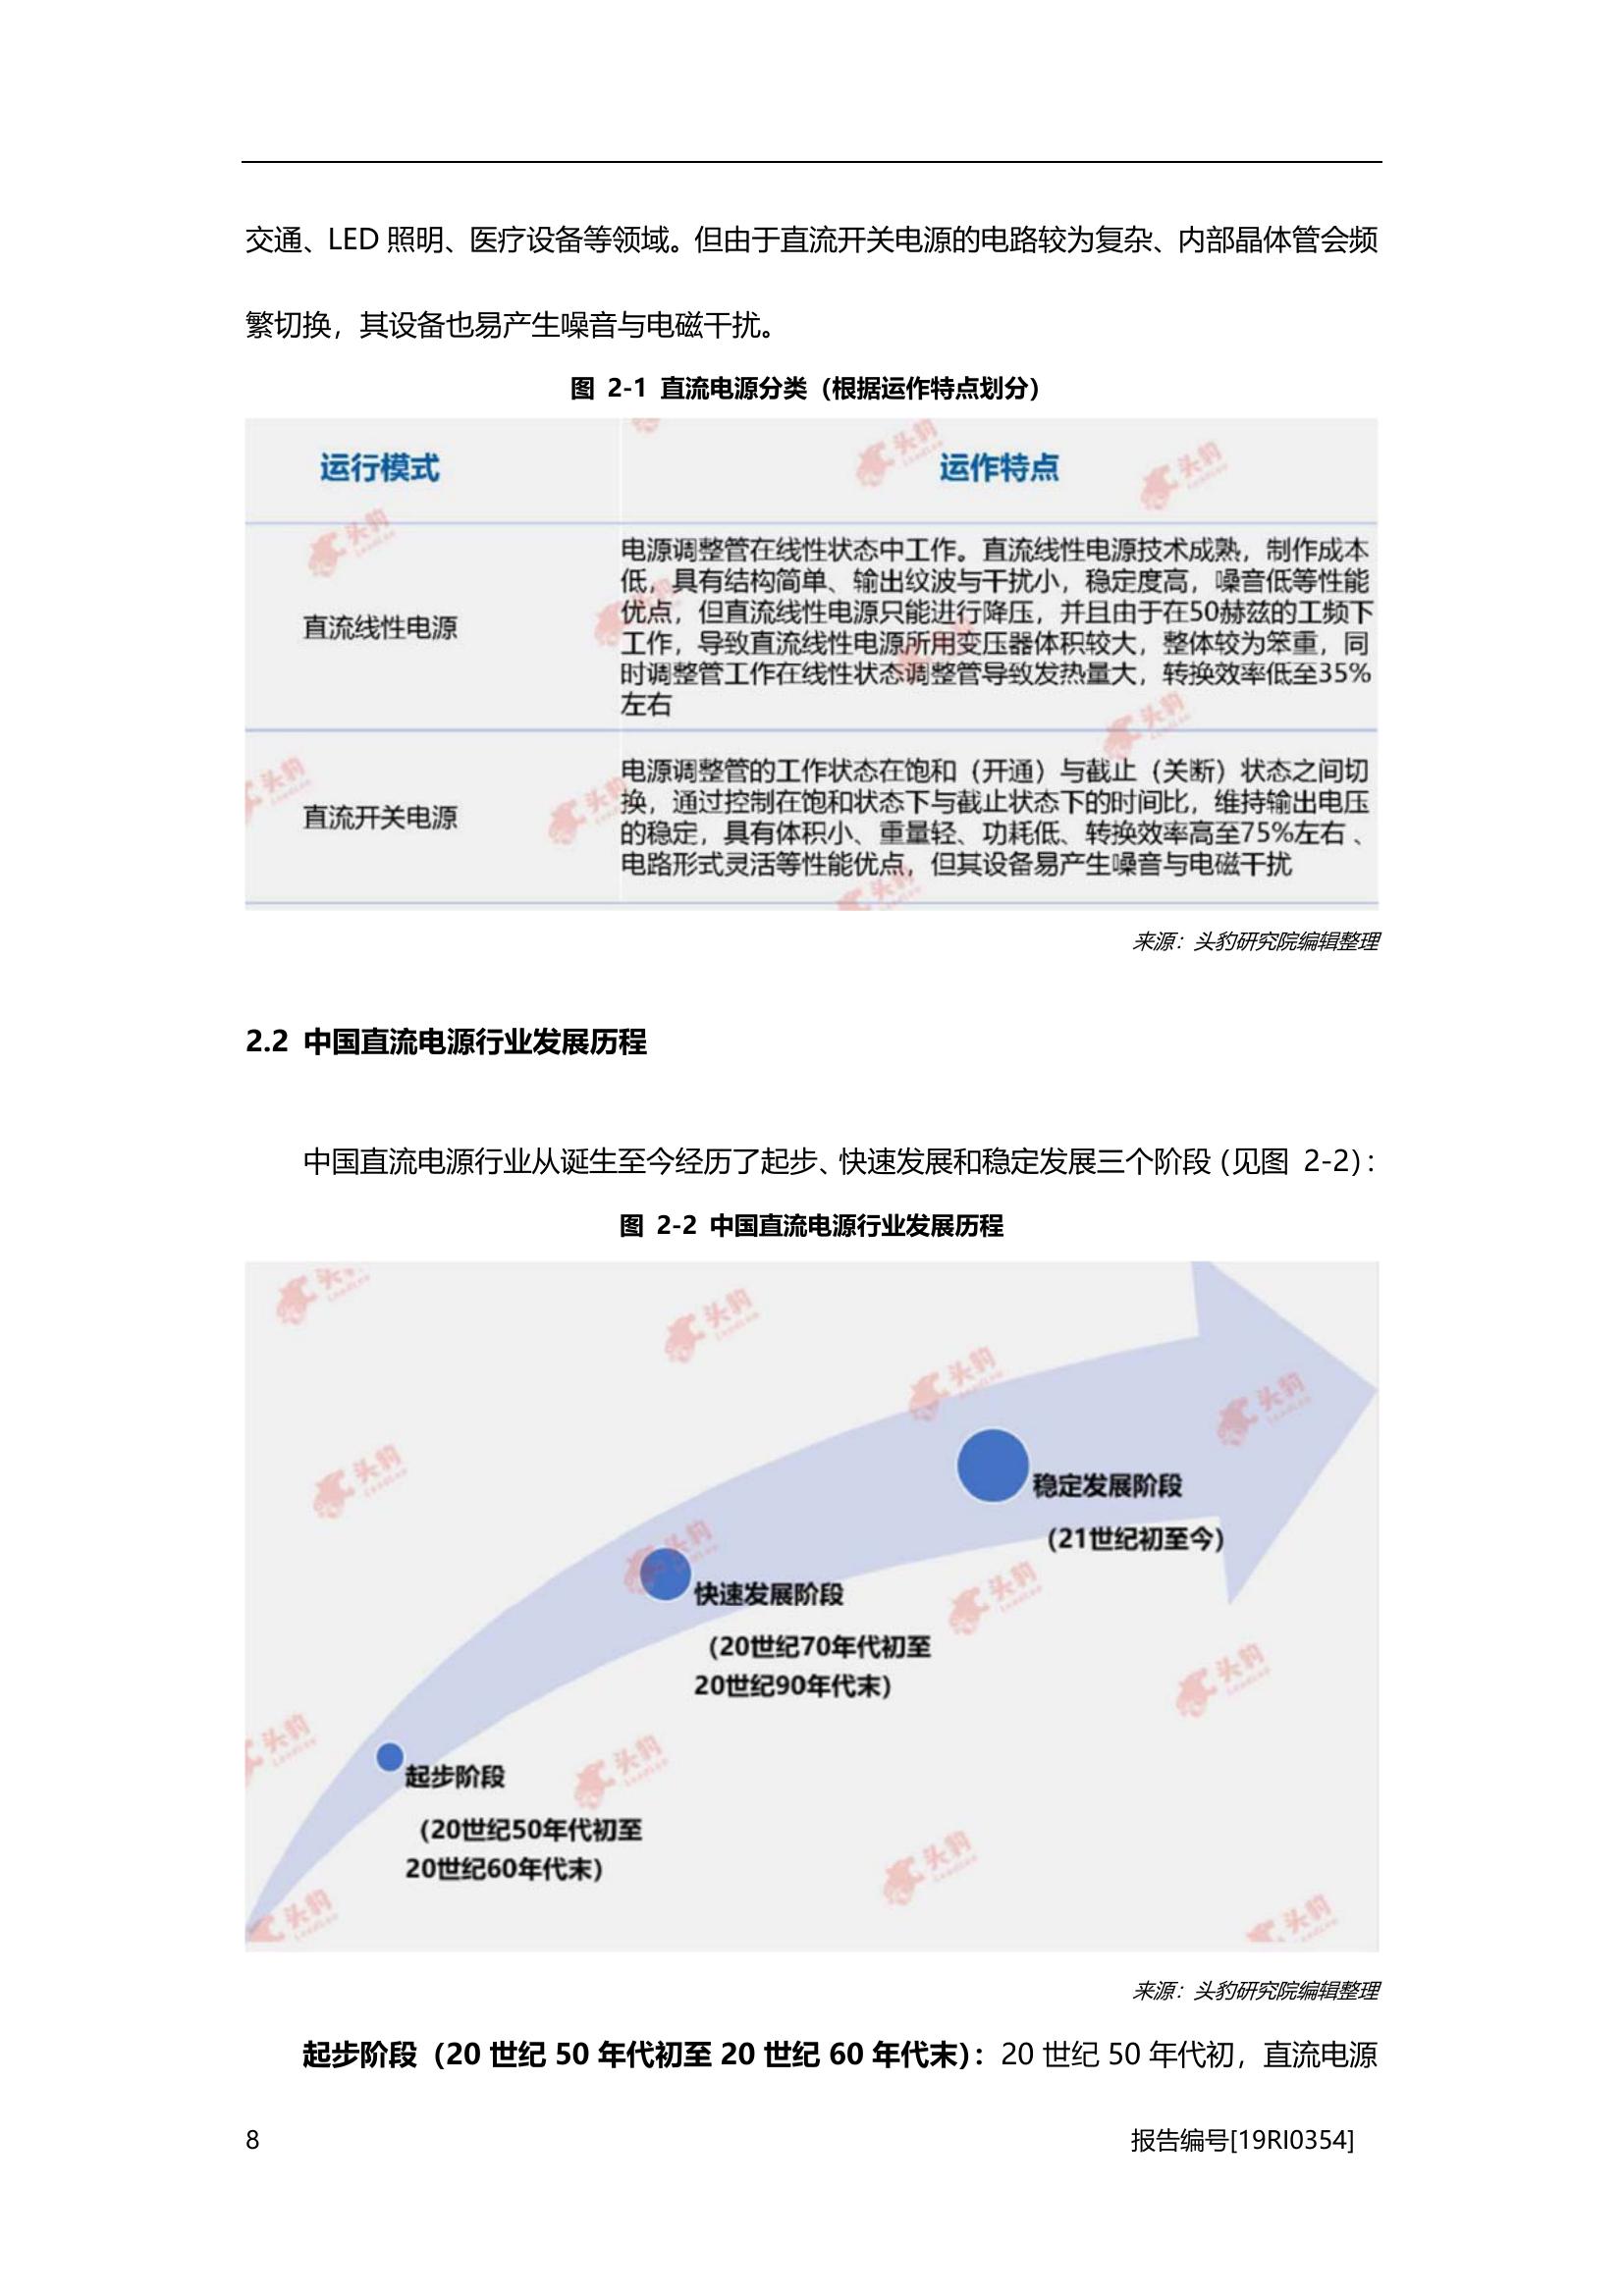 交通、LED 照明、医疗设备等领域。但由于直流开关电源的电路较为复杂、内部晶体管会频
繁切换，其设备也易产生噪音与电磁干扰。
图 2-1 直流电源分类（根据运作特点划分）
运行模式 运作特点
直流线性电源
电源调整管在线性状态中工作。直流线性电源技术成熟，制作成本
低，具有结构简单、输出纹波与干扰小，稳定度高，噪音低等性能
优点，但直流线性电源只能进行降压，并且由于在50赫兹的工频下
工作，导致直流线性电源所用变压器体积较大，整体较为笨重，同
时调整管工作在线性状态调整管导致发热量大，转换效率低至35%
左右
直流开关电源
电源调整管的工作状态在饱和（开通）与截止（关断）状态之间切
换，通过控制在饱和状态下与截止状态下的时间比，维持输出电压
的稳定，具有体积小、重量轻、功耗低、转换效率高至75%左右、
电路形式灵活等性能优点，但其设备易产生噪音与电磁干扰
来源：头豹研究院编辑整理
2.2 中国直流电源行业发展历程
中国直流电源行业从诞生至今经历了起步、快速发展和稳定发展三个阶段（见图 2-2）：
图 2-2 中国直流电源行业发展历程
稳定发展阶段
（21世纪初至今）
快速发展阶段
（20世纪70年代初至
20世纪90年代末）
起步阶段
（20世纪50年代初至
20世纪60年代末）
来源：头豹研究院编辑整理
起步阶段（20 世纪 50 年代初至 20 世纪 60 年代末）：20 世纪 50 年代初，直流电源
8 报告编号[19RI0354]